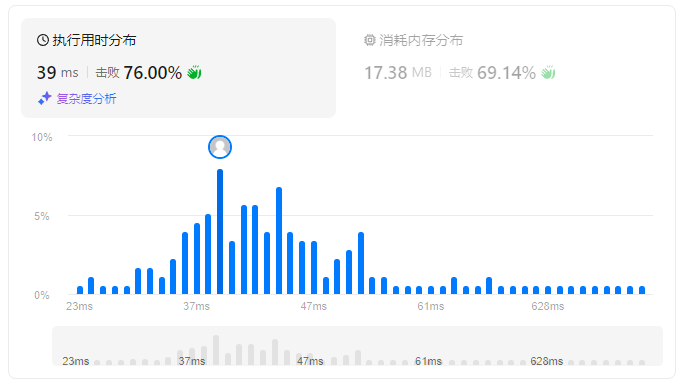 执行用时分布
39 ms 击败 76.00%
复杂度分析
消耗内存分布
17.38 MB 击败 69.14%
10%
5%
0%
23ms 37ms 47ms 61ms 628ms
23ms 37ms 47ms 61ms 628ms